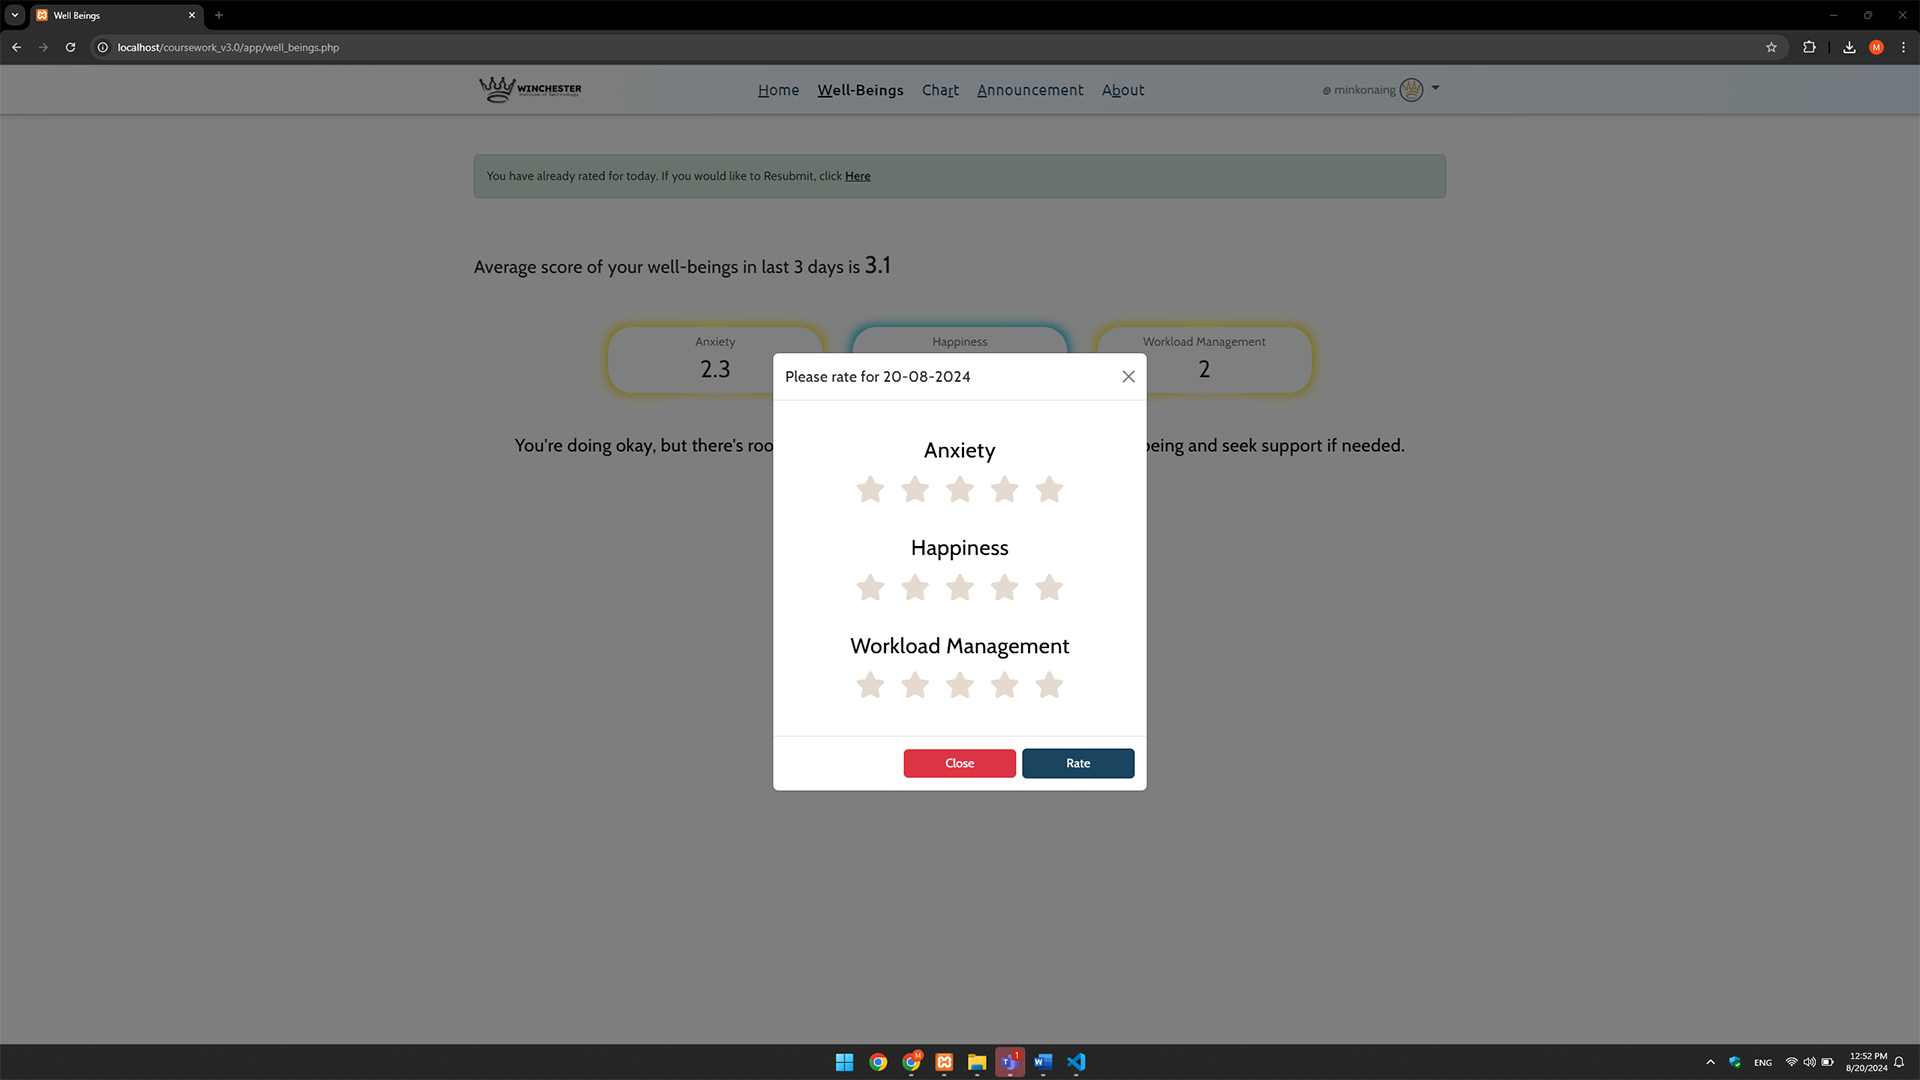 Well Beings
localhost/coursework_v3.0/app/well_beings.php
M
WINCHESTER
Institute of Technology
Home Well-Beings Chart Announcement About
@ minkonaing
You have already rated for today. If you would like to Resubmit, click Here
Average score of your well-beings in last 3 days is 3.1
Anxiety
2.3
Happiness
Workload Management
2
You're doing okay, but there's roo
being and seek support if needed.
Please rate for 20-08-2024
Anxiety
Happiness
Workload Management
Close Rate
M
1
ENG
12:52 PM
8/20/2024